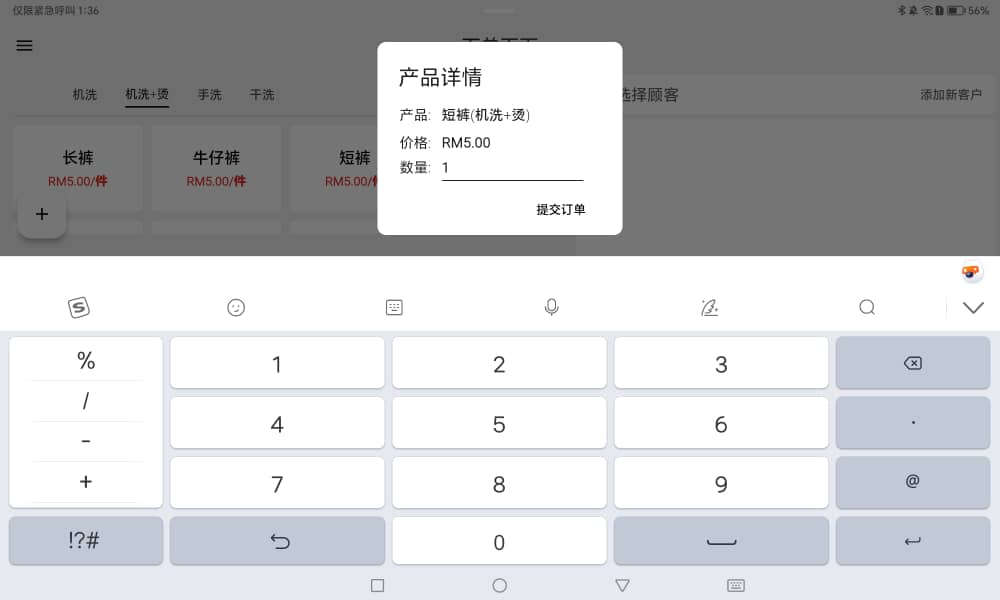 仅限紧急呼叫 1:36
56%
机洗
机洗+烫
手洗
干洗
选择顾客
添加新客户
长裤
RM5.00/件
牛仔裤
RM5.00/件
短裤
RM5.00/件
+
产品详情
产品: 短裤(机洗+烫)
价格: RM5.00
数量: 1
提交订单
S
% 1 2 3
/ 4 5 6 .
-
+ 7 8 9 @
!?# 0